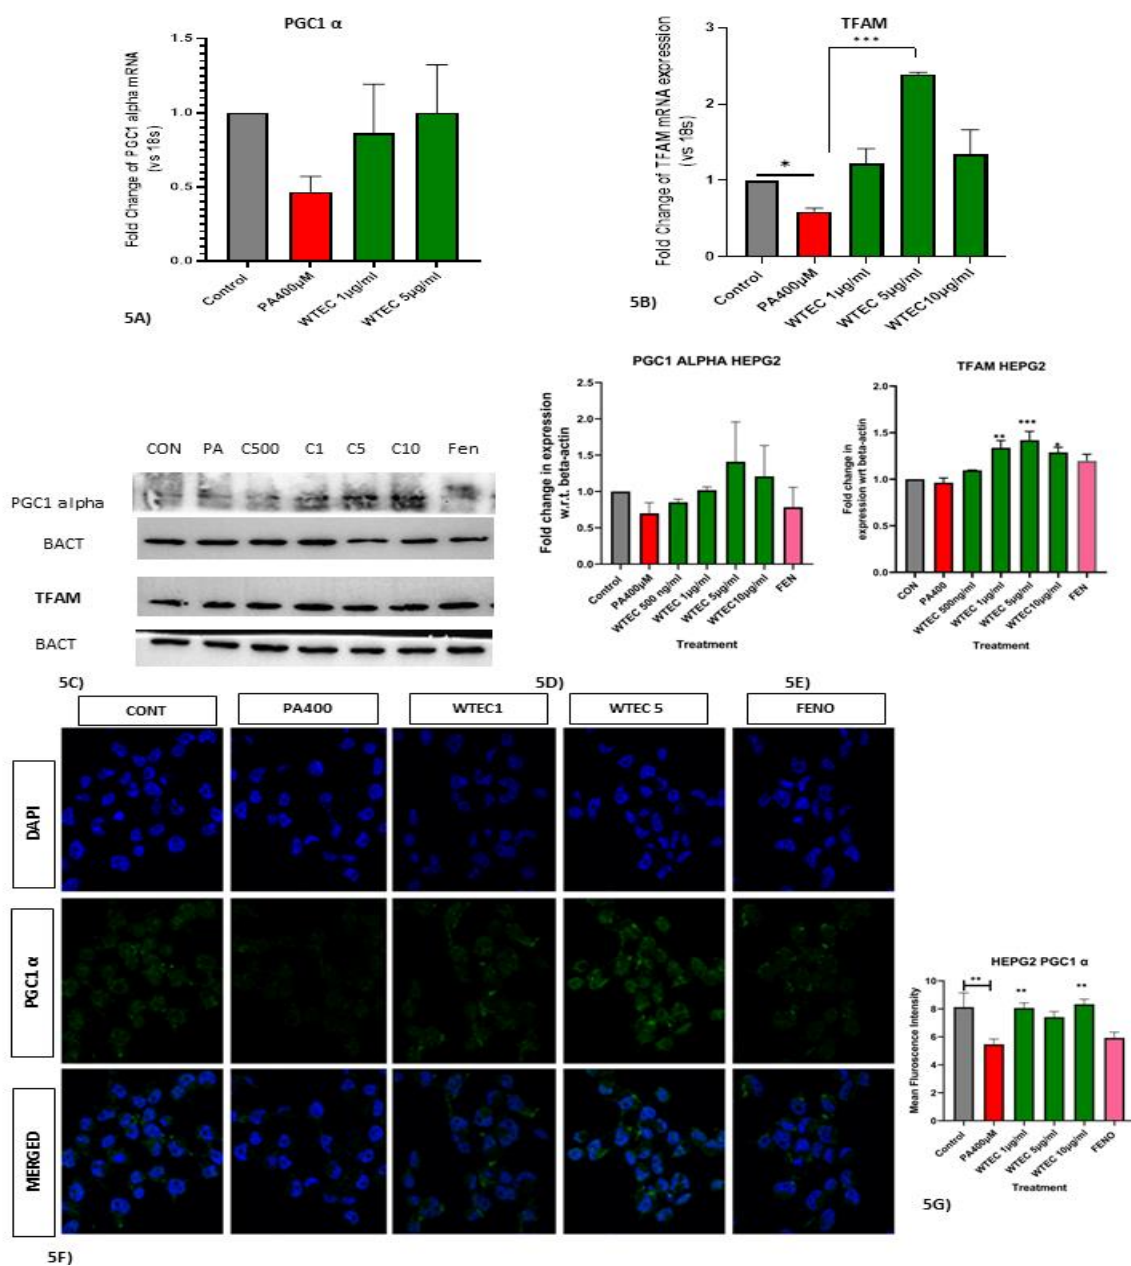 PGC1 α
Fold Change of PGC1 alpha mRNA
(vs 18s)
1.5
1.0
0.5
0.0
Control
PA400µM
WTEC 1µg/ml
WTEC 5µg/ml
5A)
TFAM
Fold Change of TFAM mRNA expression
(vs 18s)
3
2
1
0
*
***
Control
PA400µM
WTEC 1µg/ml
WTEC 5µg/ml
WTEC10µg/ml
5B)
CON PA C500 C1 C5 C10 Fen
PGC1 alpha
BACT
TFAM
BACT
5C)
PGC1 ALPHA HEPG2
Fold change in expression
w.r.t. beta-actin
2.5
2.0
1.5
1.0
0.5
0.0
Control
PA400µM
WTEC 500 ng/ml
WTEC 1µg/ml
WTEC 5µg/ml
WTEC10µg/ml
FEN
Treatment
5D)
TFAM HEPG2
Fold change in
expression wrt beta-actin
2.0
1.5
1.0
0.5
0.0
**
***
*
CON
PA400
WTEC 500ng/ml
WTEC 1µg/ml
WTEC 5µg/ml
WTEC10µg/ml
FEN
Treatment
5E)
CONT PA400 WTEC1 WTEC 5 FENO
DAPI
PGC1 α
MERGED
5F)
HEPG2 PGC1 α
Mean Fluroscence Intensity
10
8
6
4
2
0
**
**
**
Control
PA400µM
WTEC 1µg/ml
WTEC 5µg/ml
WTEC 10µg/ml
FENO
Treatment
5G)